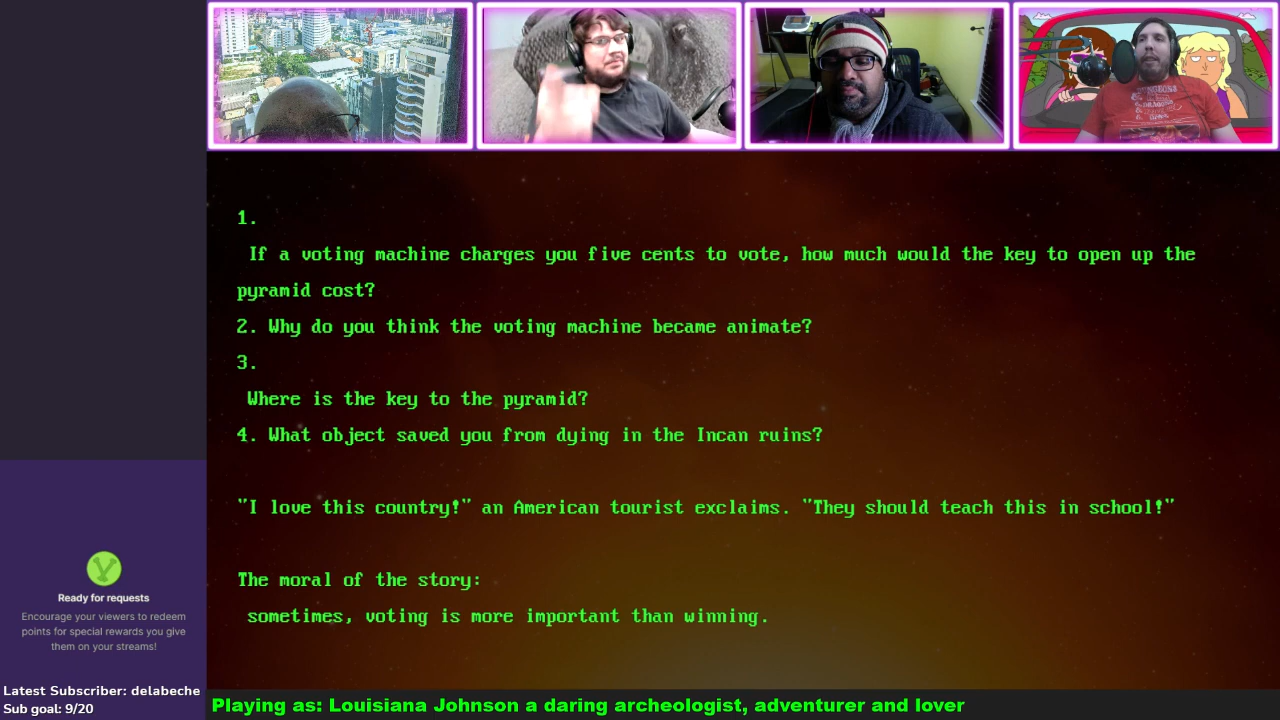 1.
If a voting machine charges you five cents to vote, how much would the key to open up the
pyramid cost?
2. Why do you think the voting machine became animate?
3.
Where is the key to the pyramid?
4. What object saved you from dying in the Incan ruins?
"I love this country!" an American tourist exclaims. "They should teach this in school!"
The moral of the story:
sometimes, voting is more important than winning.
Ready for requests
Encourage your viewers to redeem
points for special rewards you give
them on your streams!
Latest Subscriber: delabeche
Sub goal: 9/20
Playing as: Louisiana Johnson a daring archeologist, adventurer and lover